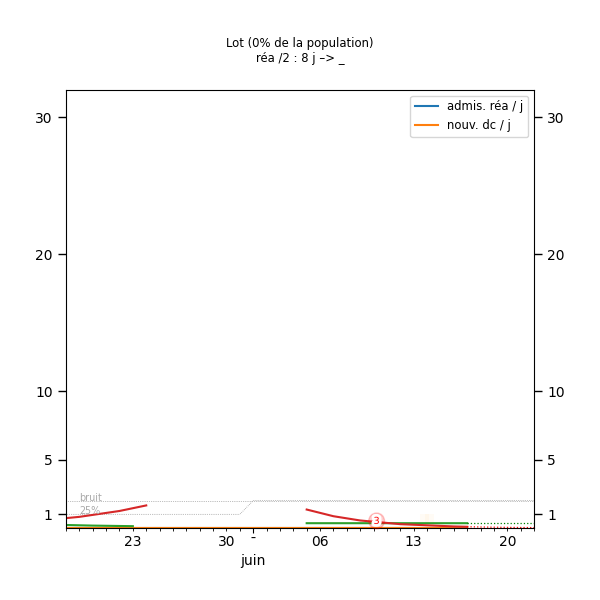 Lot (0% de la population)
réa /2 : 8 j −> _
admis. réa / j
nouv. dc / j
30 30
20 20
10 10
5 5
bruit
25%
3
1 1
23 30 - 06 13 20
juin